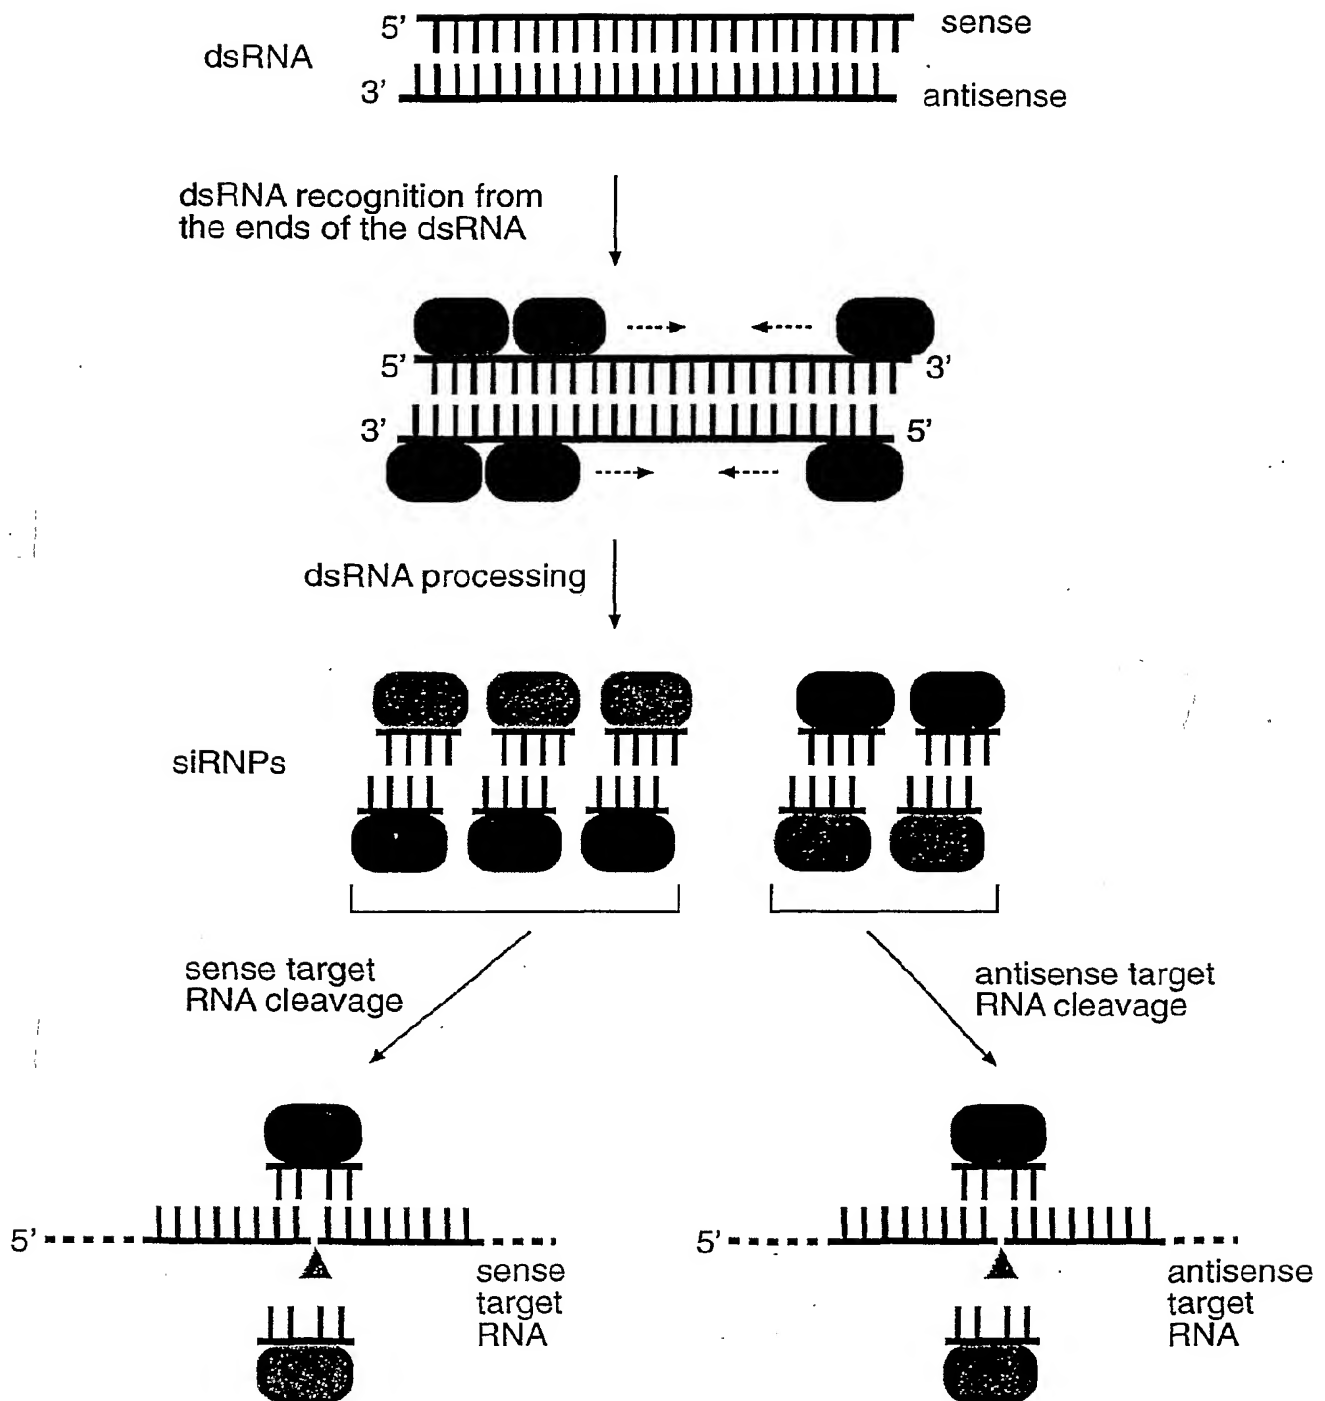 5' sense
dsRNA
3' antisense
dsRNA recognition from
the ends of the dsRNA
5' 3'
3' 5'
dsRNA processing
siRNPs
sense target
RNA cleavage
antisense target
RNA cleavage
5'
sense
target
RNA
5'
antisense
target
RNA